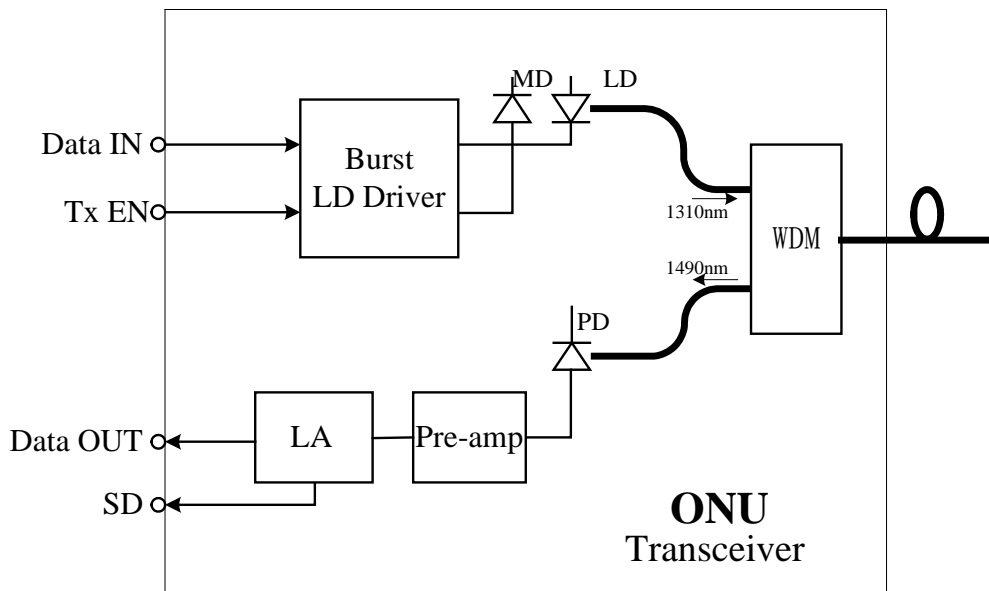 MD
LD
Data IN
Burst
LD Driver
Tx EN
1310nm
WDM
1490nm
PD
Data OUT
LA
Pre-amp
SD
ONU
Transceiver